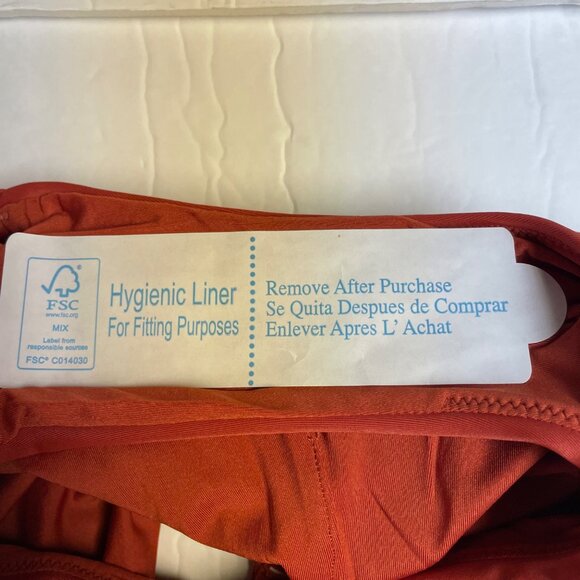 FSC
www.fsc.org
MIX
Label from
responsible sources
FSC® C014030
Hygienic Liner
For Fitting Purposes
Remove After Purchase
Se Quita Despues de Comprar
Enlever Apres L' Achat